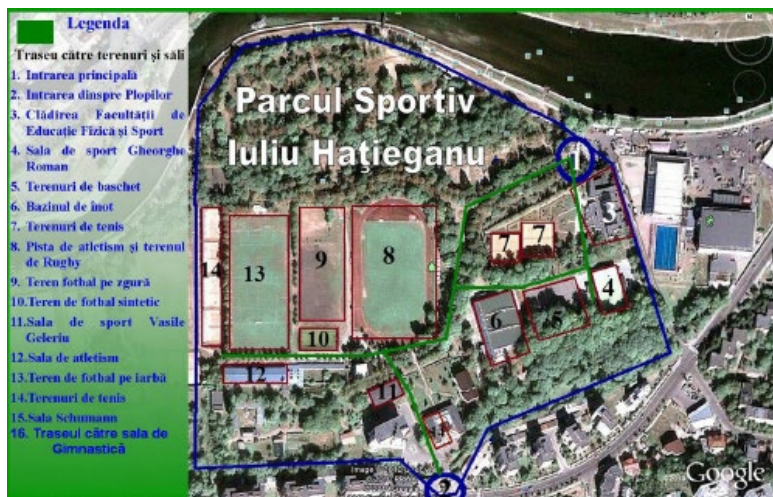 Legenda
Traseu către terenuri și săli
1. Intrarea principală
2. Intrarea dinspre Plopilor
3. Clădirea Facultății de
Educație Fizică și Sport
4. Sala de sport Gheorghe
Roman
5. Terenuri de baschet
6. Bazinul de înot
7. Terenuri de tenis
8. Pista de atletism și terenul
de Rugby
9. Teren fotbal pe zgură
10. Teren de fotbal sintetic
11. Sala de sport Vasile
Geleriu
12. Sala de atletism
13. Teren de fotbal pe iarbă
14. Terenuri de tenis
15. Sala Schumann
16. Traseul către sala de
Gimnastică
Parcul Sportiv
Iuliu Hațieganu
1
3
7
7
14
13
9
8
4
6
5
10
12
11
2
Image
Google